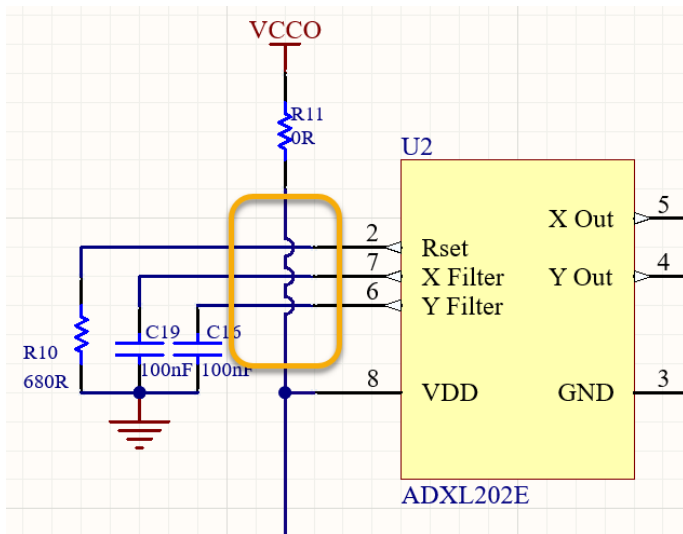 VCCO
R11
0R
U2
X Out
5
2
Rset
7
X Filter
Y Out
4
6
Y Filter
C19
C16
R10
100nF
100nF
680R
8
VDD
GND
3
ADXL202E